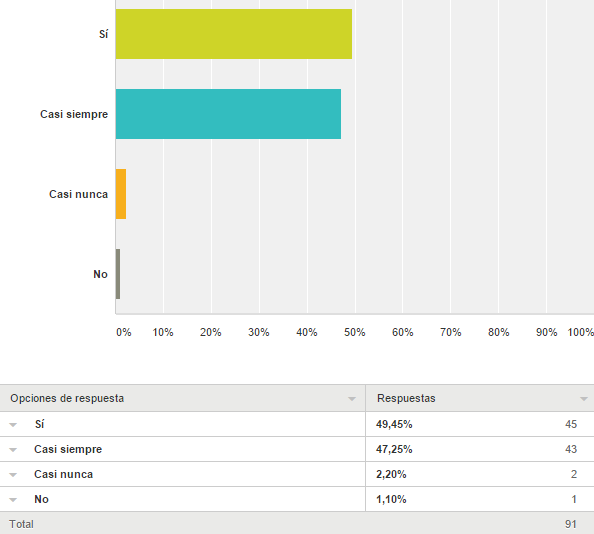 Sí
Casi siempre
Casi nunca
No
0% 10% 20% 30% 40% 50% 60% 70% 80% 90% 100%
Opciones de respuesta Respuestas
Sí 49,45% 45
Casi siempre 47,25% 43
Casi nunca 2,20% 2
No 1,10% 1
Total 91